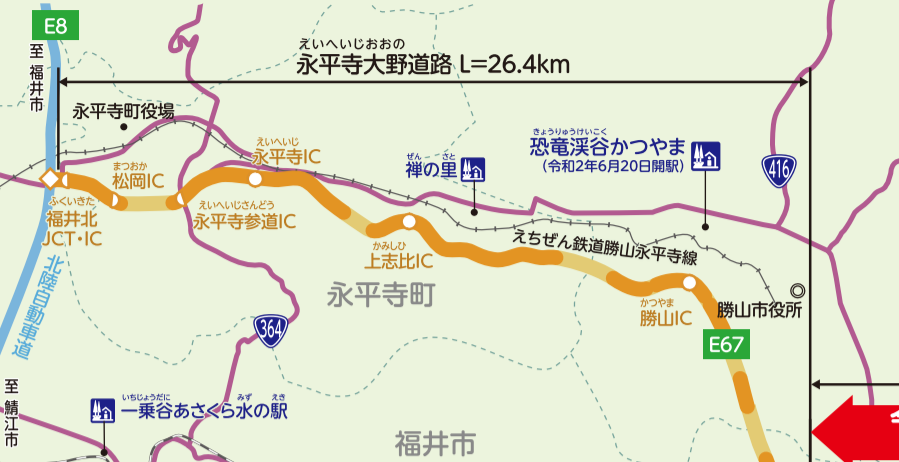 E8
至 福井市
えいへいじおおの
永平寺大野道路 L=26.4km
永平寺町役場
えいへいじ
永平寺IC
まつおか
松岡IC
ふくいきた
福井北
JCT・IC
えいへいじさんどう
永平寺参道IC
ぜん さと
禅の里
きょうりゅうけいこく
恐竜渓谷かつやま
(令和2年6月20日開駅)
416
えちぜん鉄道勝山永平寺線
かみしひ
上志比IC
北陸自動車道
永平寺町
かつやま
勝山IC
勝山市役所
364
E67
至 鯖江市
いちじょうだに みず えき
一乗谷あさくら水の駅
福井市